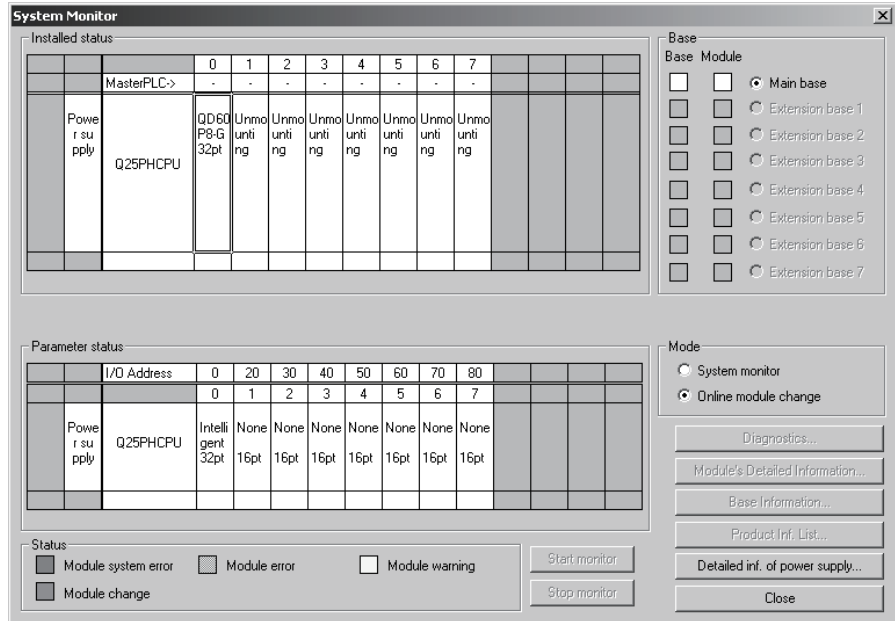 System Monitor
Installed status
0 1 2 3 4 5 6 7
MasterPLC-> - - - - - - - -
Powe
r su
pply
Q25PHCPU
QD60
P8-G
32pt
Unmo
unti
ng
Unmo
unti
ng
Unmo
unti
ng
Unmo
unti
ng
Unmo
unti
ng
Unmo
unti
ng
Unmo
unti
ng
Base
Base Module
Main base
Extension base 1
Extension base 2
Extension base 3
Extension base 4
Extension base 5
Extension base 6
Extension base 7
Parameter status
I/O Address 0 20 30 40 50 60 70 80
0 1 2 3 4 5 6 7
Powe
r su
pply
Q25PHCPU
Intelli
gent
32pt
None
16pt
None
16pt
None
16pt
None
16pt
None
16pt
None
16pt
None
16pt
Mode
System monitor
Online module change
Diagnostics...
Module's Detailed Information...
Base Information...
Product Inf. List...
Detailed inf. of power supply...
Close
Status
Module system error
Module error
Module warning
Module change
Start monitor
Stop monitor